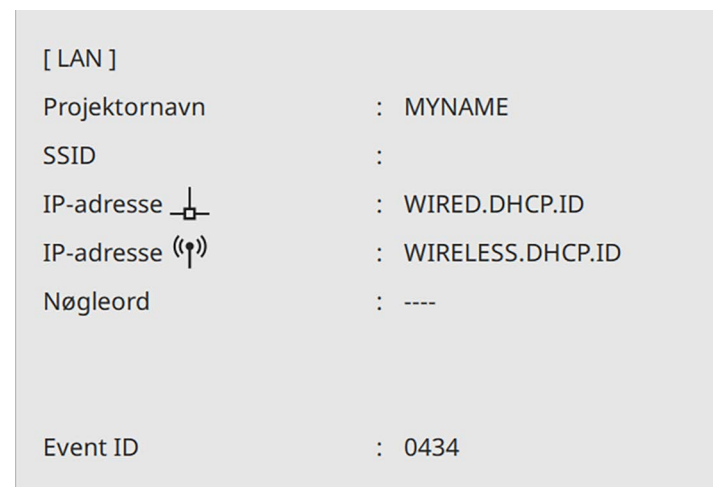 [ LAN ]
Projektornavn : MYNAME
SSID :
IP-adresse : WIRED.DHCP.ID
IP-adresse : WIRELESS.DHCP.ID
Nøgleord : ----
Event ID : 0434